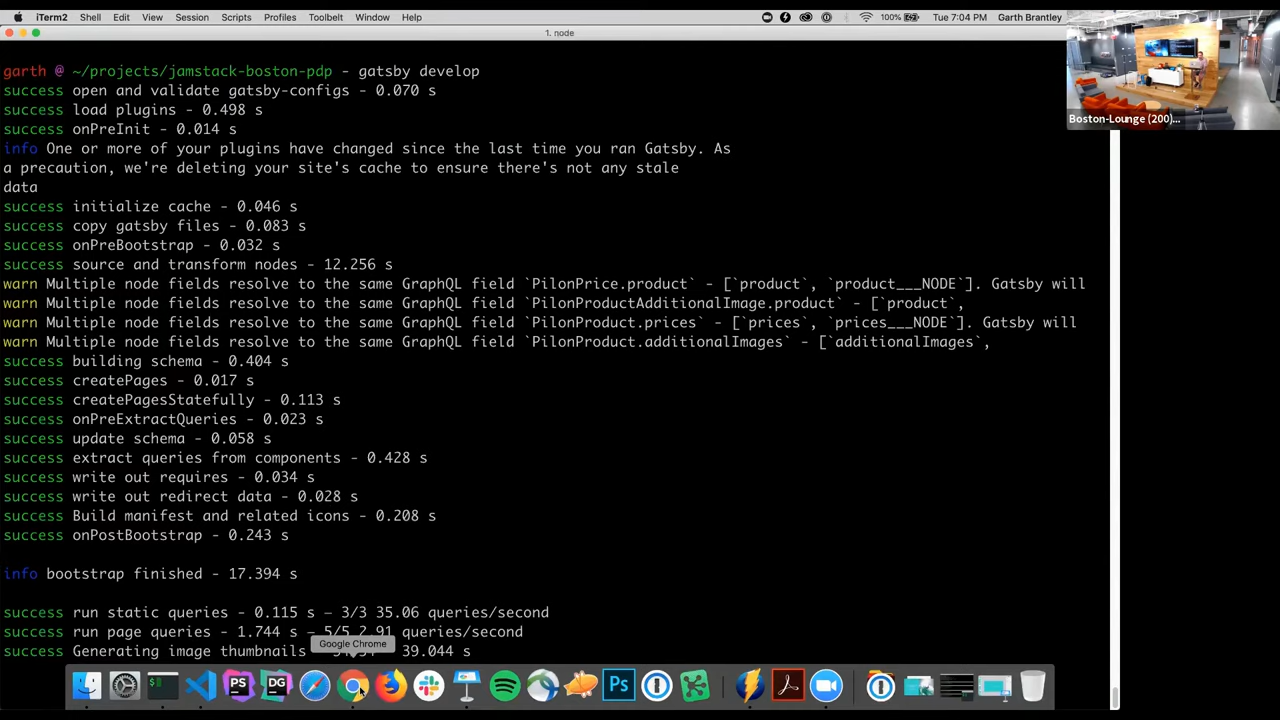 iTerm2 Shell Edit View Session Scripts Profiles Toolbelt Window Help 100% Tue 7:04 PM Garth Brantley
1. node
garth @ ~/projects/jamstack-boston-pdp - gatsby develop
success open and validate gatsby-configs - 0.070 s
success load plugins - 0.498 s
success onPreInit - 0.014 s
info One or more of your plugins have changed since the last time you ran Gatsby. As
a precaution, we're deleting your site's cache to ensure there's not any stale
data
success initialize cache - 0.046 s
success copy gatsby files - 0.083 s
success onPreBootstrap - 0.032 s
success source and transform nodes - 12.256 s
warn Multiple node fields resolve to the same GraphQL field `PilonPrice.product` - [`product`, `product___NODE`]. Gatsby will
warn Multiple node fields resolve to the same GraphQL field `PilonProductAdditionalImage.product` - [`product`,
warn Multiple node fields resolve to the same GraphQL field `PilonProduct.prices` - [`prices`, `prices___NODE`]. Gatsby will
warn Multiple node fields resolve to the same GraphQL field `PilonProduct.additionalImages` - [`additionalImages`,
success building schema - 0.404 s
success createPages - 0.017 s
success createPagesStatefully - 0.113 s
success onPreExtractQueries - 0.023 s
success update schema - 0.058 s
success extract queries from components - 0.428 s
success write out requires - 0.034 s
success write out redirect data - 0.028 s
success Build manifest and related icons - 0.208 s
success onPostBootstrap - 0.243 s
info bootstrap finished - 17.394 s
success run static queries - 0.115 s — 3/3 35.06 queries/second
success run page queries - 1.744 s — 5/5 2.91 queries/second
success Generating image thumbnails 39.044 s
Google Chrome
PS
DG
Ps
Boston-Lounge (200)...